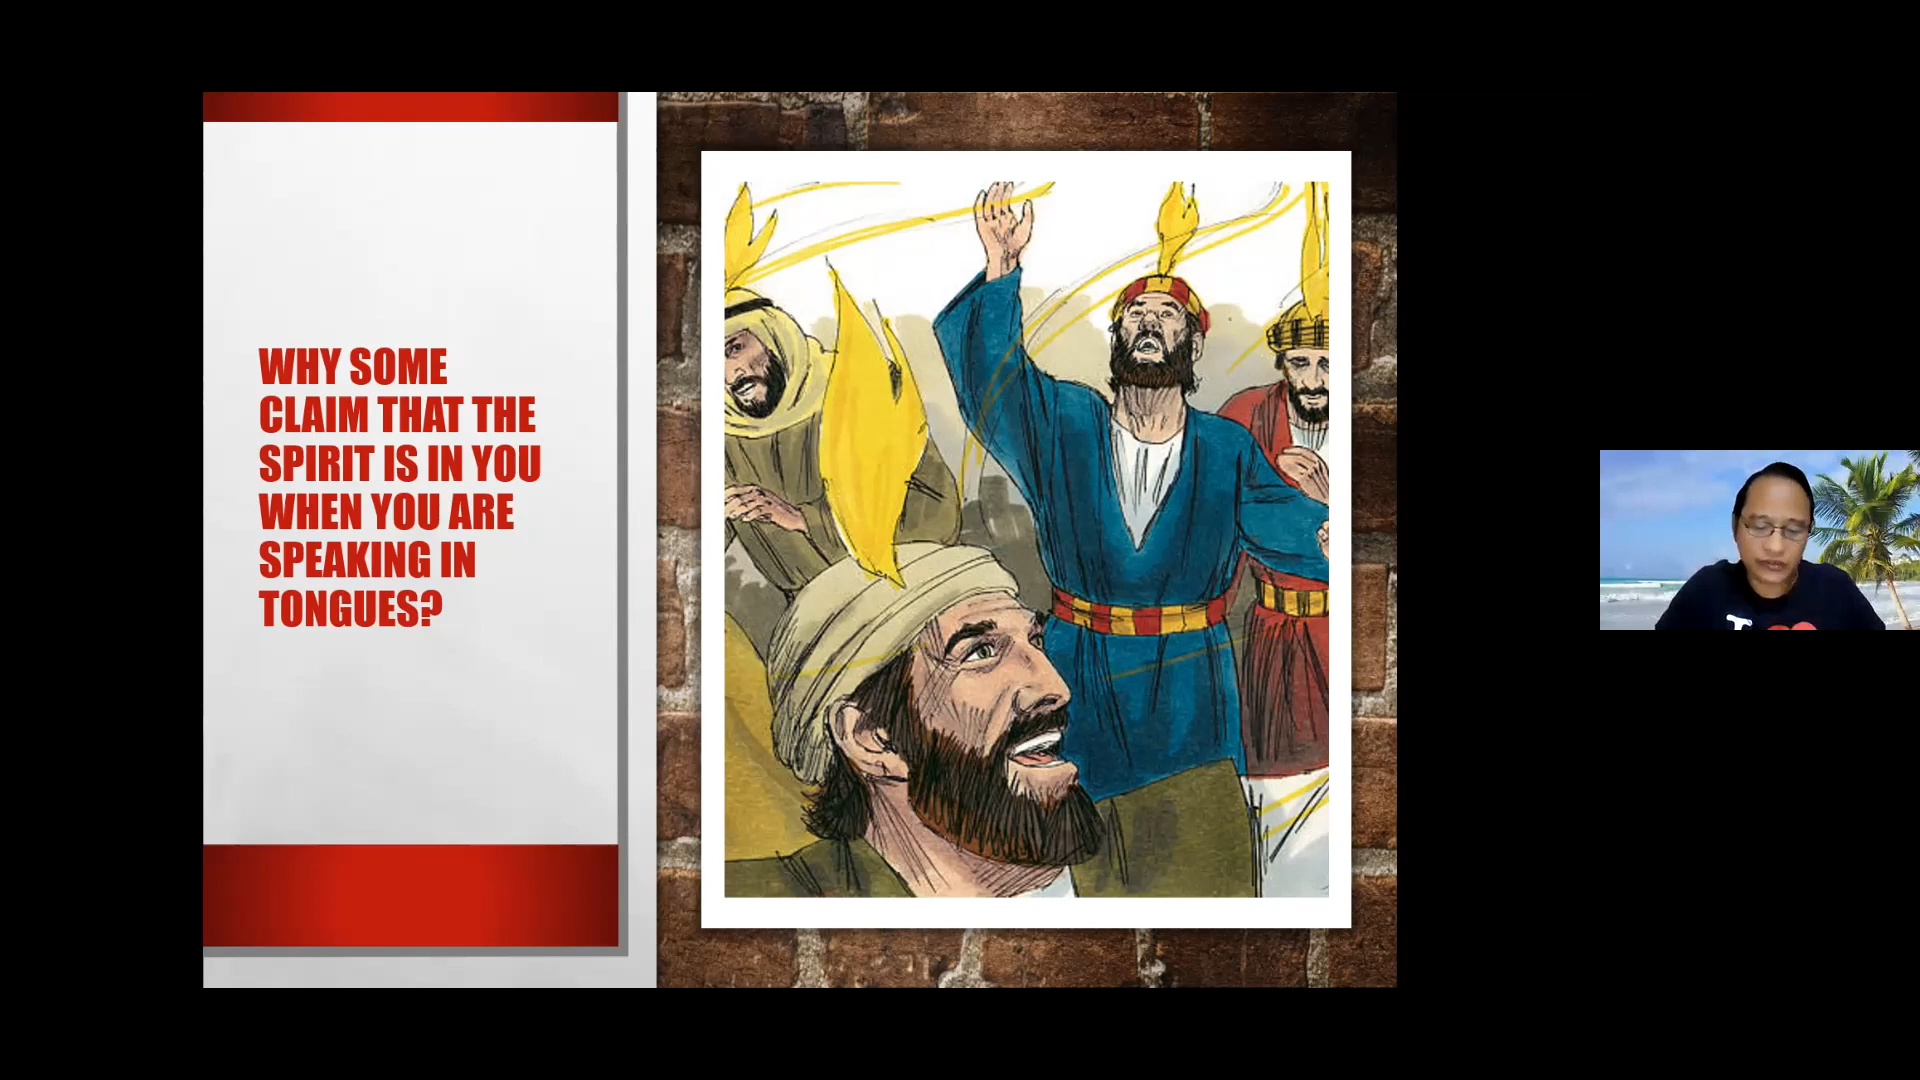 WHY SOME
CLAIM THAT THE
SPIRIT IS IN YOU
WHEN YOU ARE
SPEAKING IN
TONGUES?
I